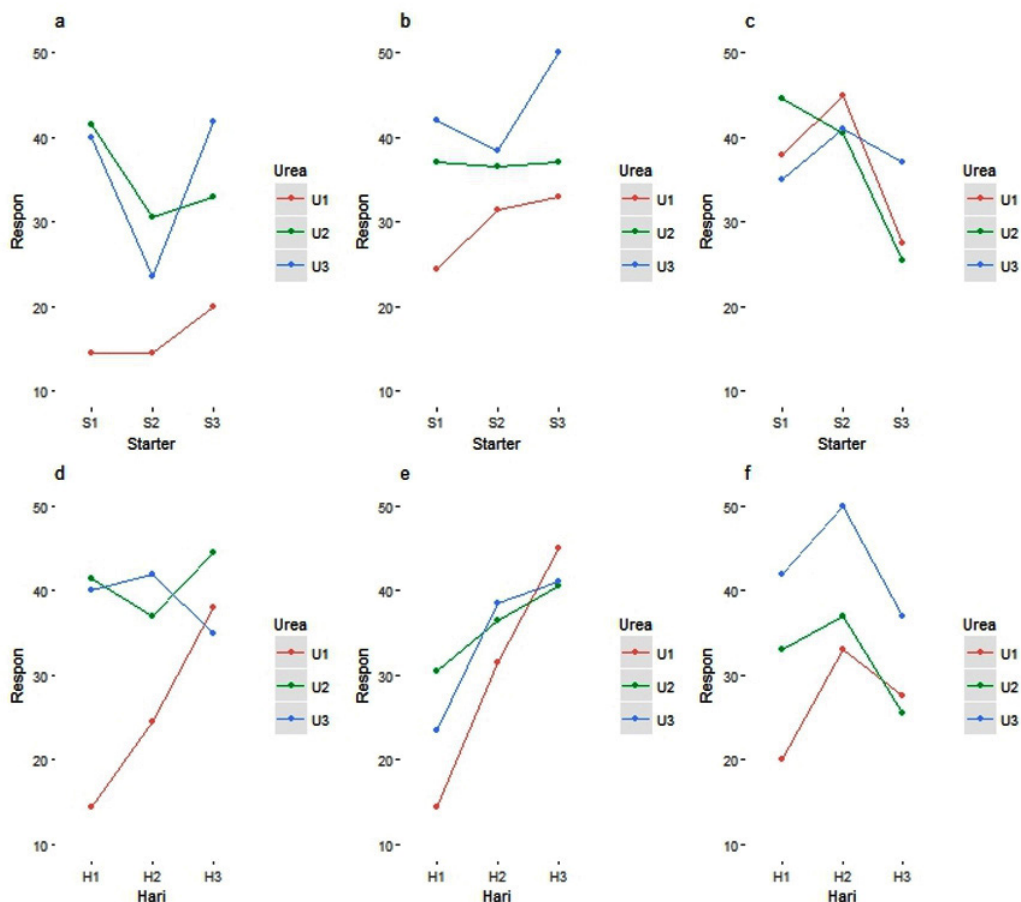 a
50
40
30
20
10
Respon
S1 S2 S3
Starter
Urea
U1
U2
U3
b
50
40
30
20
10
Respon
S1 S2 S3
Starter
Urea
U1
U2
U3
c
50
40
30
20
10
Respon
S1 S2 S3
Starter
Urea
U1
U2
U3
d
50
40
30
20
10
Respon
H1 H2 H3
Hari
Urea
U1
U2
U3
e
50
40
30
20
10
Respon
H1 H2 H3
Hari
Urea
U1
U2
U3
f
50
40
30
20
10
Respon
H1 H2 H3
Hari
Urea
U1
U2
U3